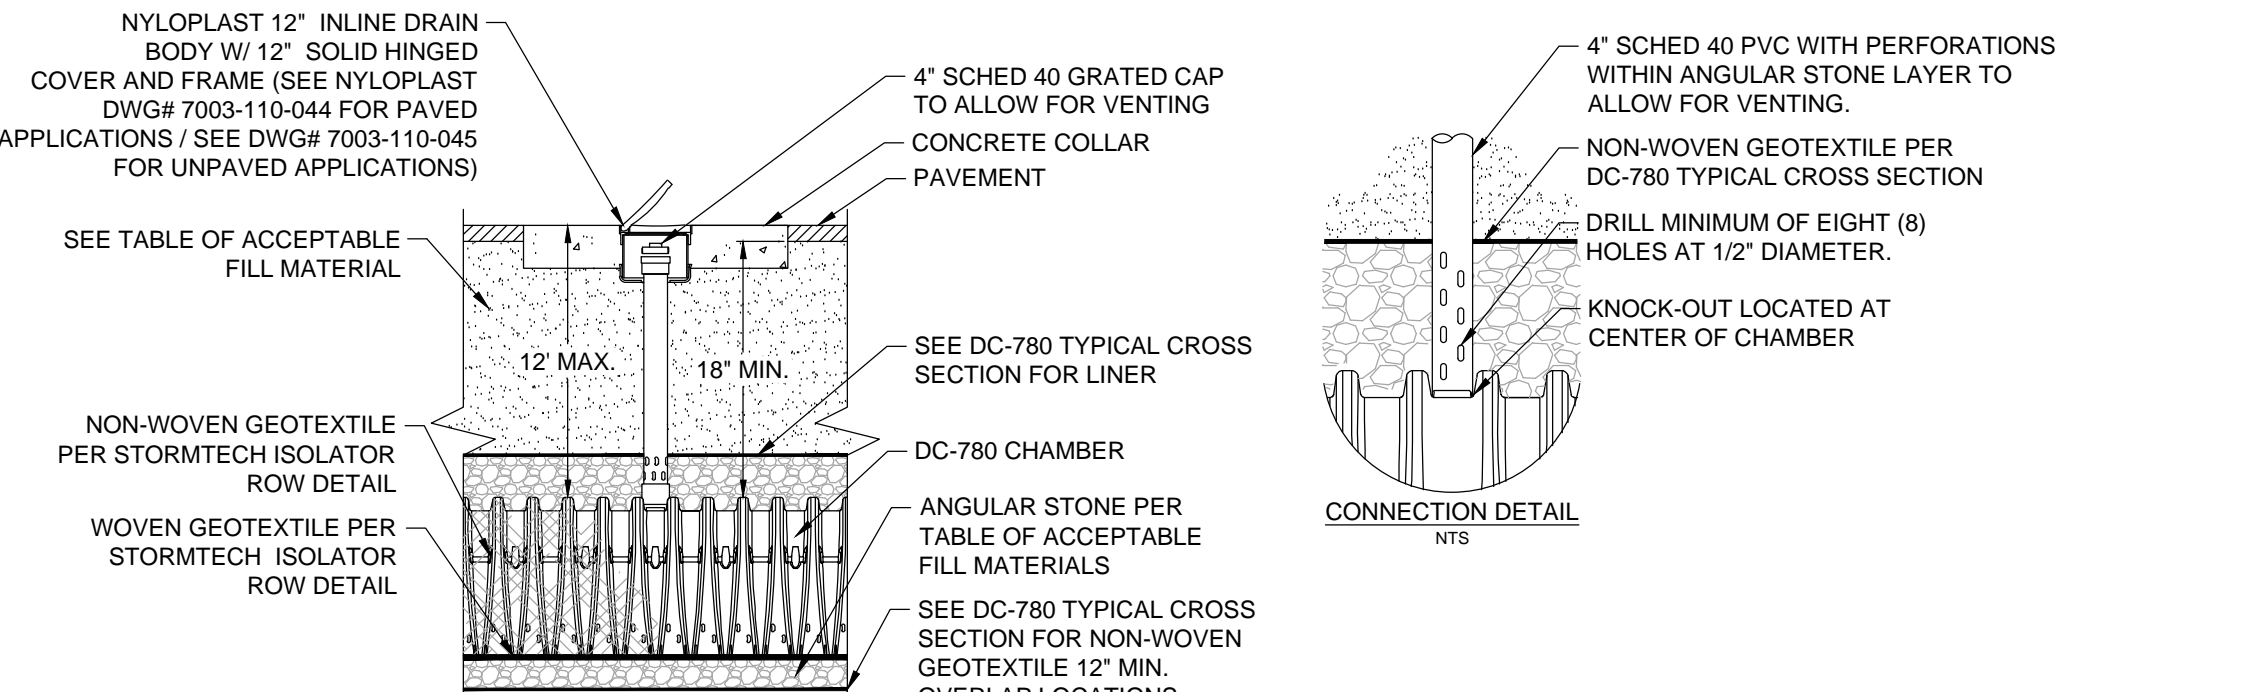 NYLOPLAST 12" INLINE DRAIN
BODY W/ 12" SOLID HINGED
COVER AND FRAME (SEE NYLOPLAST
DWG# 7003-110-044 FOR PAVED
APPLICATIONS / SEE DWG# 7003-110-045
FOR UNPAVED APPLICATIONS)
SEE TABLE OF ACCEPTABLE
FILL MATERIAL
NON-WOVEN GEOTEXTILE
PER STORMTECH ISOLATOR
ROW DETAIL
WOVEN GEOTEXTILE PER
STORMTECH ISOLATOR
ROW DETAIL
12' MAX.
18" MIN.
4" SCHED 40 GRATED CAP
TO ALLOW FOR VENTING
CONCRETE COLLAR
PAVEMENT
SEE DC-780 TYPICAL CROSS
SECTION FOR LINER
DC-780 CHAMBER
ANGULAR STONE PER
TABLE OF ACCEPTABLE
FILL MATERIALS
SEE DC-780 TYPICAL CROSS
SECTION FOR NON-WOVEN
GEOTEXTILE 12" MIN.
OVERLAP LOCATIONS
4" SCHED 40 PVC WITH PERFORATIONS
WITHIN ANGULAR STONE LAYER TO
ALLOW FOR VENTING.
NON-WOVEN GEOTEXTILE PER
DC-780 TYPICAL CROSS SECTION
DRILL MINIMUM OF EIGHT (8)
HOLES AT 1/2" DIAMETER.
KNOCK-OUT LOCATED AT
CENTER OF CHAMBER
CONNECTION DETAIL
NTS